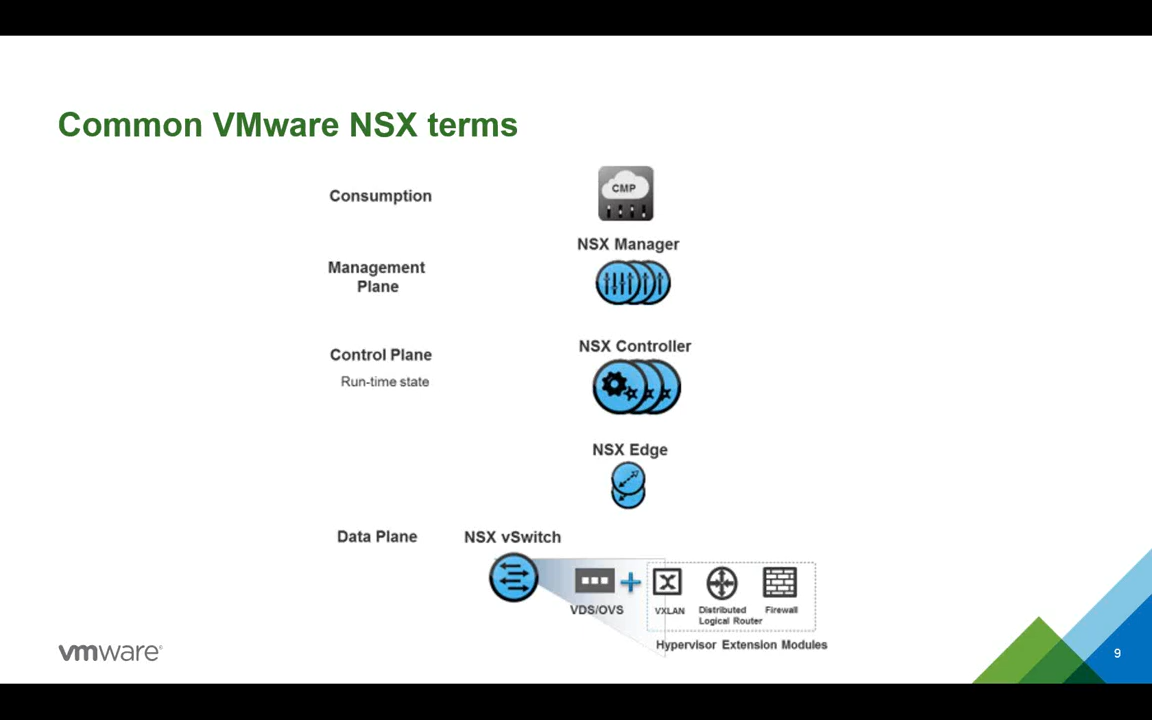 Common VMware NSX terms
Consumption
CMP
NSX Manager
Management
Plane
NSX Controller
Control Plane
Run-time state
NSX Edge
Data Plane
NSX vSwitch
VDS/OVS
VXLAN
Distributed
Logical Router
Firewall
Hypervisor Extension Modules
vmware®
9